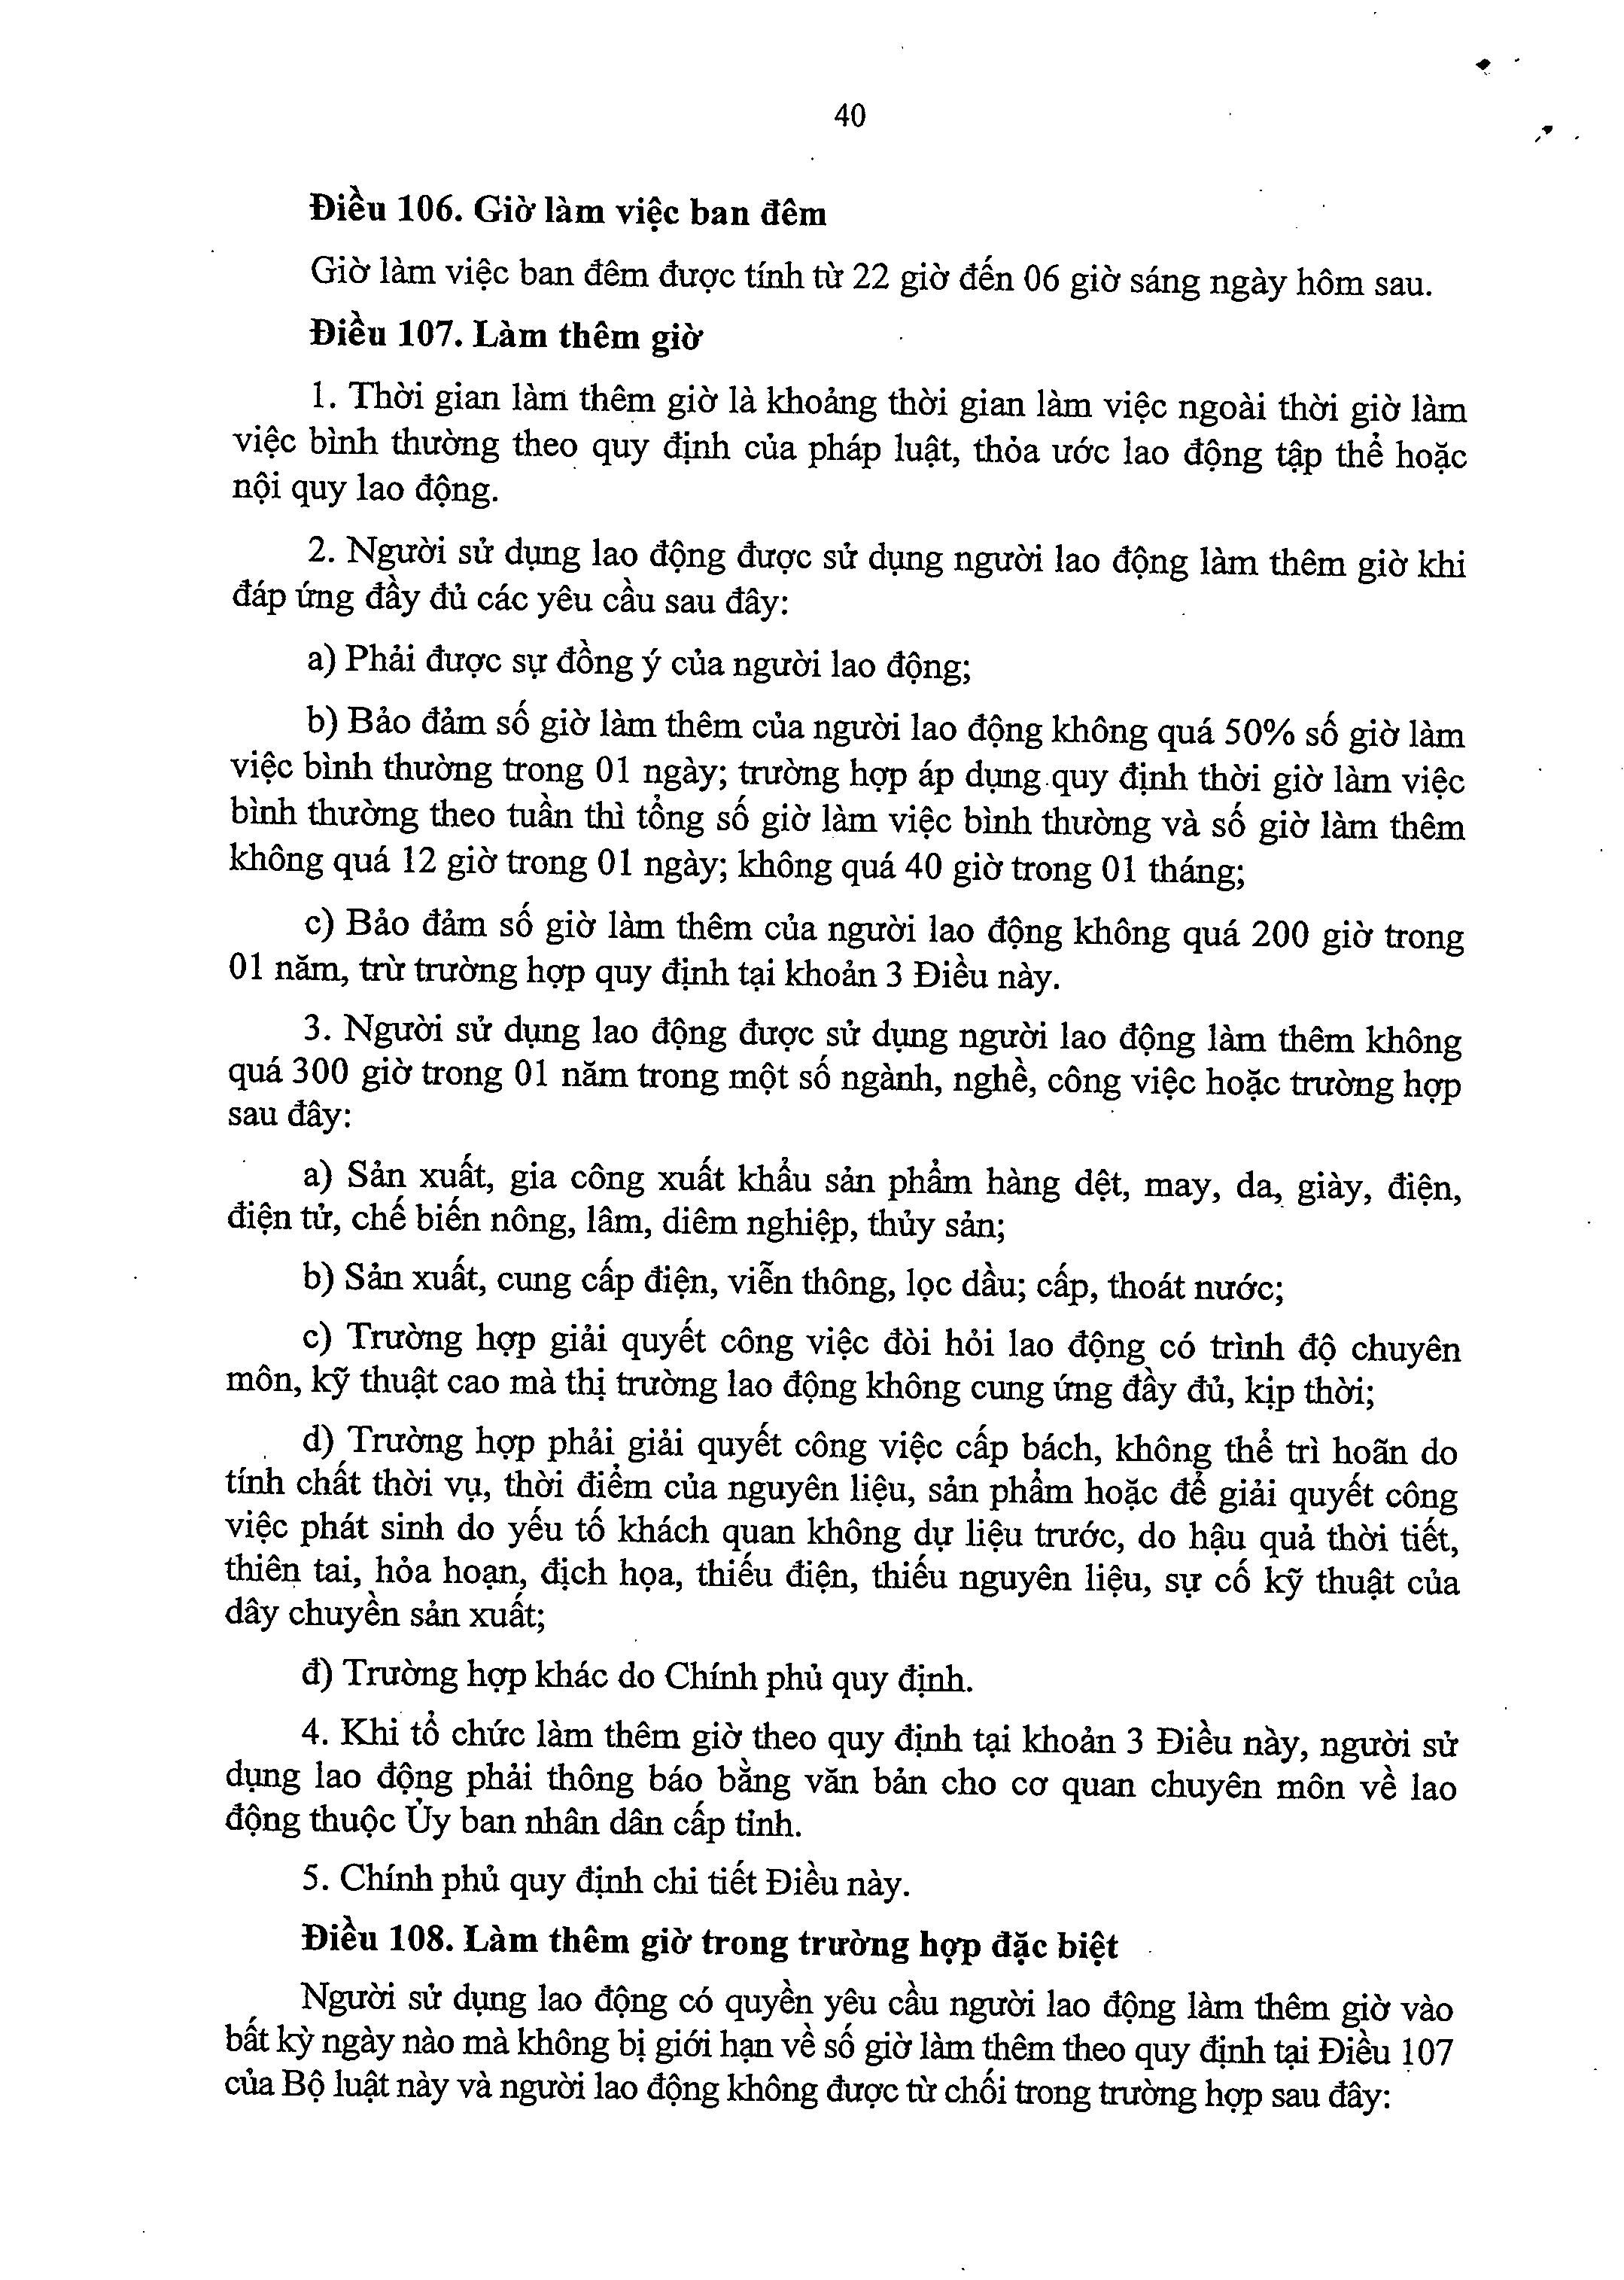 40
Điều 106. Giờ làm việc ban đêm
Giờ làm việc ban đêm được tính từ 22 giờ đến 06 giờ sáng ngày hôm sau.
Điều 107. Làm thêm giờ
1. Thời gian làm thêm giờ là khoảng thời gian làm việc ngoài thời giờ làm
việc bình thường theo quy định của pháp luật, thỏa ước lao động tập thể hoặc
nội quy lao động.
2. Người sử dụng lao động được sử dụng người lao động làm thêm giờ khi
đáp ứng đầy đủ các yêu cầu sau đây:
a) Phải được sự đồng ý của người lao động;
b) Bảo đảm số giờ làm thêm của người lao động không quá 50% số giờ làm
việc bình thường trong 01 ngày; trường hợp áp dụng quy định thời giờ làm việc
bình thường theo tuần thì tổng số giờ làm việc bình thường và số giờ làm thêm
không quá 12 giờ trong 01 ngày; không quá 40 giờ trong 01 tháng;
c) Bảo đảm số giờ làm thêm của người lao động không quá 200 giờ trong
01 năm, trừ trường hợp quy định tại khoản 3 Điều này.
3. Người sử dụng lao động được sử dụng người lao động làm thêm không
quá 300 giờ trong 01 năm trong một số ngành, nghề, công việc hoặc trường hợp
sau đây:
a) Sản xuất, gia công xuất khẩu sản phẩm hàng dệt, may, da, giày, điện,
điện tử, chế biến nông, lâm, diêm nghiệp, thủy sản;
b) Sản xuất, cung cấp điện, viễn thông, lọc dầu; cấp, thoát nước;
c) Trường hợp giải quyết công việc đòi hỏi lao động có trình độ chuyên
môn, kỹ thuật cao mà thị trường lao động không cung ứng đầy đủ, kịp thời;
d) Trường hợp phải giải quyết công việc cấp bách, không thể trì hoãn do
tính chất thời vụ, thời điểm của nguyên liệu, sản phẩm hoặc để giải quyết công
việc phát sinh do yếu tố khách quan không dự liệu trước, do hậu quả thời tiết,
thiên tai, hỏa hoạn, địch họa, thiếu điện, thiếu nguyên liệu, sự cố kỹ thuật của
dây chuyền sản xuất;
đ) Trường hợp khác do Chính phủ quy định.
4. Khi tổ chức làm thêm giờ theo quy định tại khoản 3 Điều này, người sử
dụng lao động phải thông báo bằng văn bản cho cơ quan chuyên môn về lao
động thuộc Ủy ban nhân dân cấp tỉnh.
5. Chính phủ quy định chi tiết Điều này.
Điều 108. Làm thêm giờ trong trường hợp đặc biệt
Người sử dụng lao động có quyền yêu cầu người lao động làm thêm giờ vào
bất kỳ ngày nào mà không bị giới hạn về số giờ làm thêm theo quy định tại Điều 107
của Bộ luật này và người lao động không được từ chối trong trường hợp sau đây: